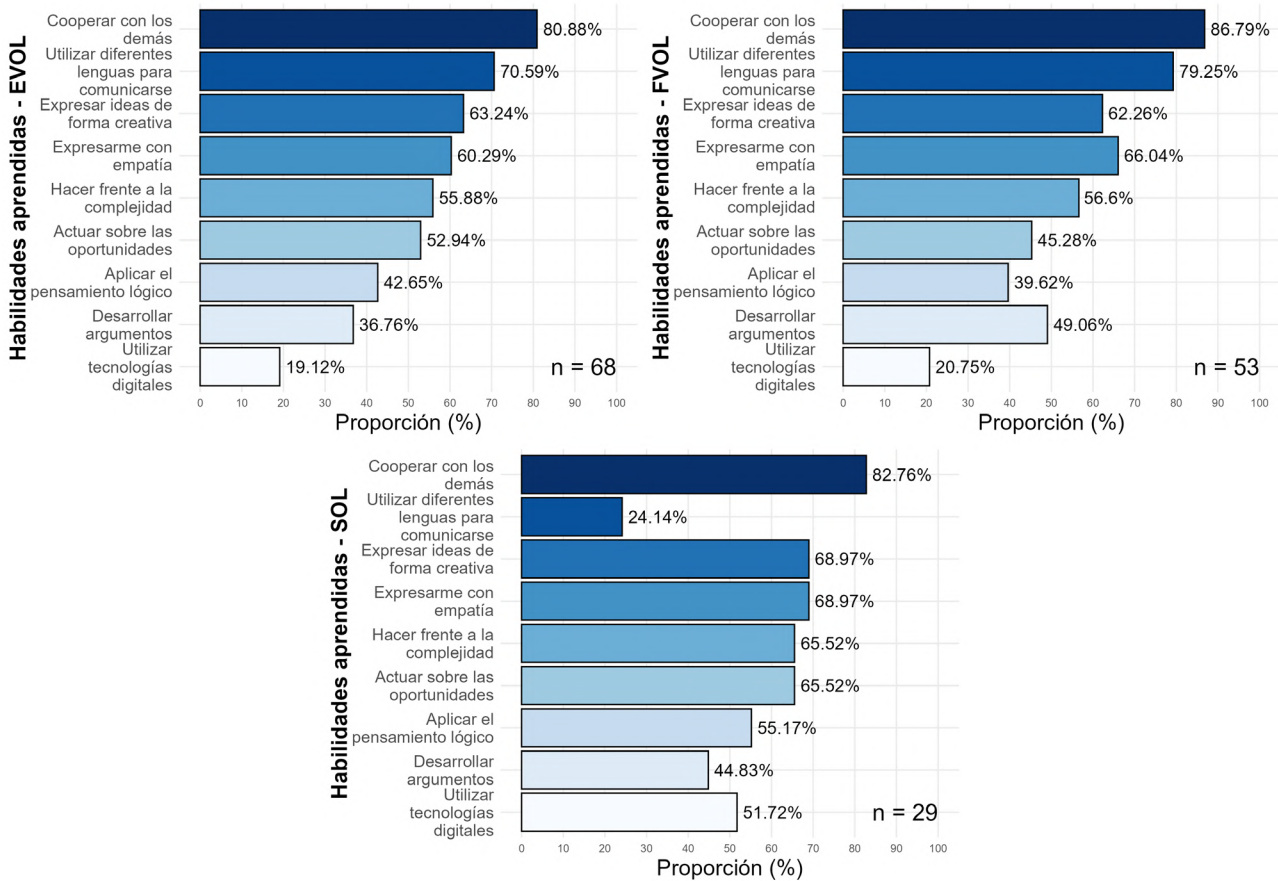 Habilidades aprendidas - EVOL
Cooperar con los
demás
80.88%
Utilizar diferentes
lenguas para
comunicarse
70.59%
Expresar ideas de
forma creativa
63.24%
Expresarme con
empatía
60.29%
Hacer frente a la
complejidad
55.88%
Actuar sobre las
oportunidades
52.94%
Aplicar el
pensamiento lógico
42.65%
Desarrollar
argumentos
36.76%
Utilizar
tecnologías
digitales
19.12%
n = 68
0 10 20 30 40 50 60 70 80 90 100
Proporción (%)
Habilidades aprendidas - FVOL
Cooperar con los
demás
86.79%
Utilizar diferentes
lenguas para
comunicarse
79.25%
Expresar ideas de
forma creativa
62.26%
Expresarme con
empatía
66.04%
Hacer frente a la
complejidad
56.6%
Actuar sobre las
oportunidades
45.28%
Aplicar el
pensamiento lógico
39.62%
Desarrollar
argumentos
49.06%
Utilizar
tecnologías
digitales
20.75%
n = 53
0 10 20 30 40 50 60 70 80 90 100
Proporción (%)
Habilidades aprendidas - SOL
Cooperar con los
demás
82.76%
Utilizar diferentes
lenguas para
comunicarse
24.14%
Expresar ideas de
forma creativa
68.97%
Expresarme con
empatía
68.97%
Hacer frente a la
complejidad
65.52%
Actuar sobre las
oportunidades
65.52%
Aplicar el
pensamiento lógico
55.17%
Desarrollar
argumentos
44.83%
Utilizar
tecnologías
digitales
51.72%
n = 29
0 10 20 30 40 50 60 70 80 90 100
Proporción (%)